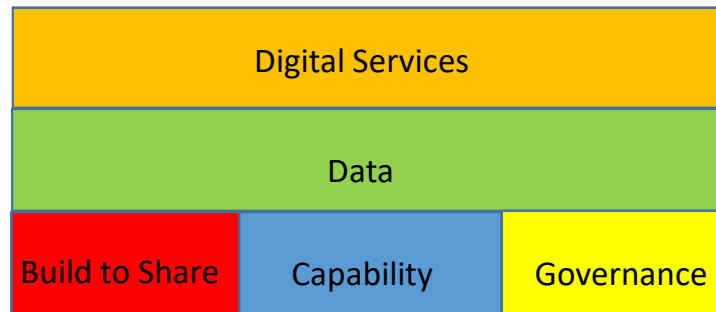 Digital Services
Data
Build to Share
Capability
Governance